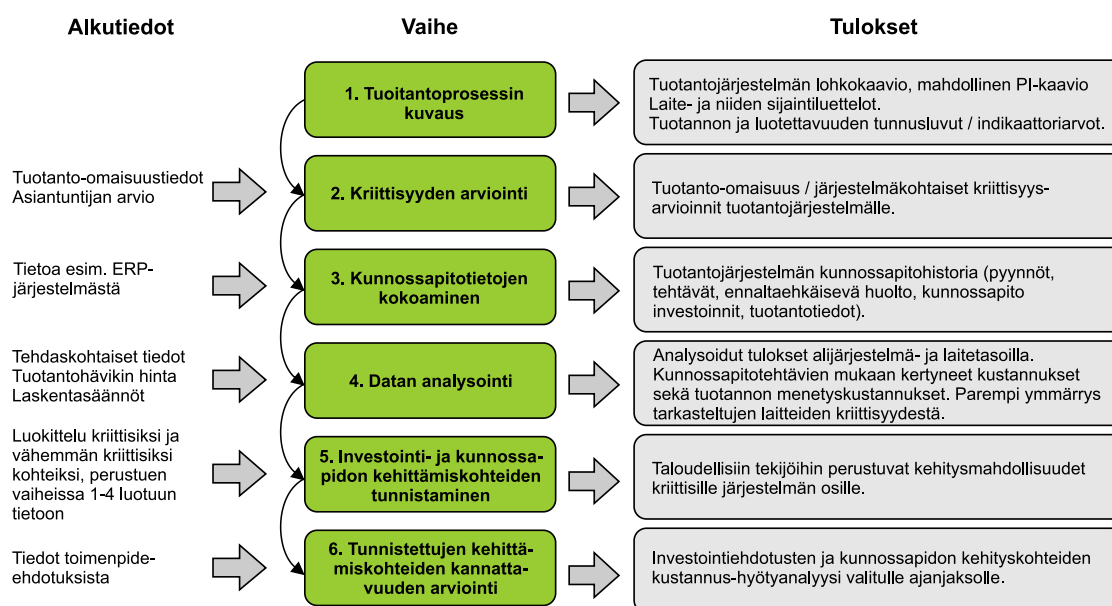 Alkutiedot
Vaihe
Tulokset
1. Tuoitantoprosessin
kuvaus
Tuotantojärjestelmän lohkokaavio, mahdollinen PI-kaavio
Laite- ja niiden sijaintiluettelot.
Tuotannon ja luotettavuuden tunnusluvut / indikaattoriarvot.
Tuotanto-omaisuustiedot
Asiantuntijan arvio
2. Kriittisyyden arviointi
Tuotanto-omaisuus / järjestelmäkohtaiset kriittisyys-
arvioinnit tuotantojärjestelmälle.
Tietoa esim. ERP-
järjestelmästä
3. Kunnossapitotietojen
kokoaminen
Tuotantojärjestelmän kunnossapitohistoria (pyynnöt,
tehtävät, ennaltaehkäisevä huolto, kunnossapito
investoinnit, tuotantotiedot).
Tehdaskohtaiset tiedot
Tuotantohävikin hinta
Laskentasäännöt
4. Datan analysointi
Analysoidut tulokset alijärjestelmä- ja laitetasoilla.
Kunnossapitotehtävien mukaan kertyneet kustannukset
sekä tuotannon menetyskustannukset. Parempi ymmärrys
tarkasteltujen laitteiden kriittisyydestä.
Luokittelu kriittisiksi ja
vähemmän kriittisiksi
kohteiksi, perustuen
vaiheissa 1-4 luotuun
tietoon
5. Investointi- ja kunnossa-
pidon kehittämiskohteiden
tunnistaminen
Taloudellisiin tekijöihin perustuvat kehitysmahdollisuudet
kriittisille järjestelmän osille.
Tiedot toimenpide-
ehdotuksista
6. Tunnistettujen kehittä-
miskohteiden kannatta-
vuuden arviointi
Investointiehdotusten ja kunnossapidon kehityskohteiden
kustannus-hyötyanalyysi valitulle ajanjaksolle.